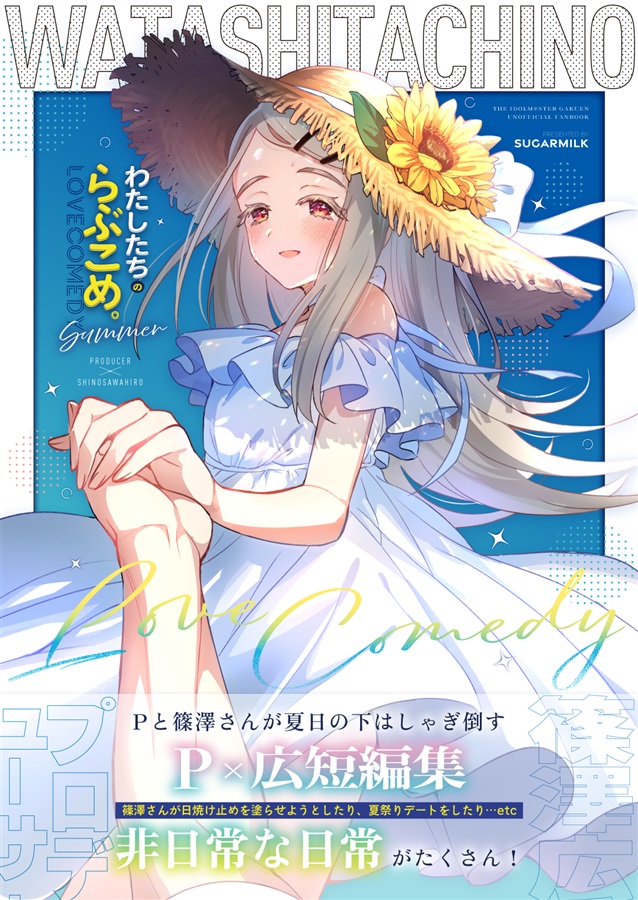 WATASHITACHINO
THE IDOLM@STER GAKUEN
UNOFFICIAL FANBOOK
PRESENTED BY
SUGARMILK
わたしたちの
らぶこめ。
LOVECOMEDY
Summer
PRODUCER
×
SHINOSAWAHIRO
Love Comedy
Pと篠澤さんが夏日の下はしゃぎ倒す
P×広短編集
篠澤さんが日焼け止めを塗らせようとしたり、夏祭りデートをしたり…etc
非日常な日常がたくさん！
プロデ
ューサー
篠澤広